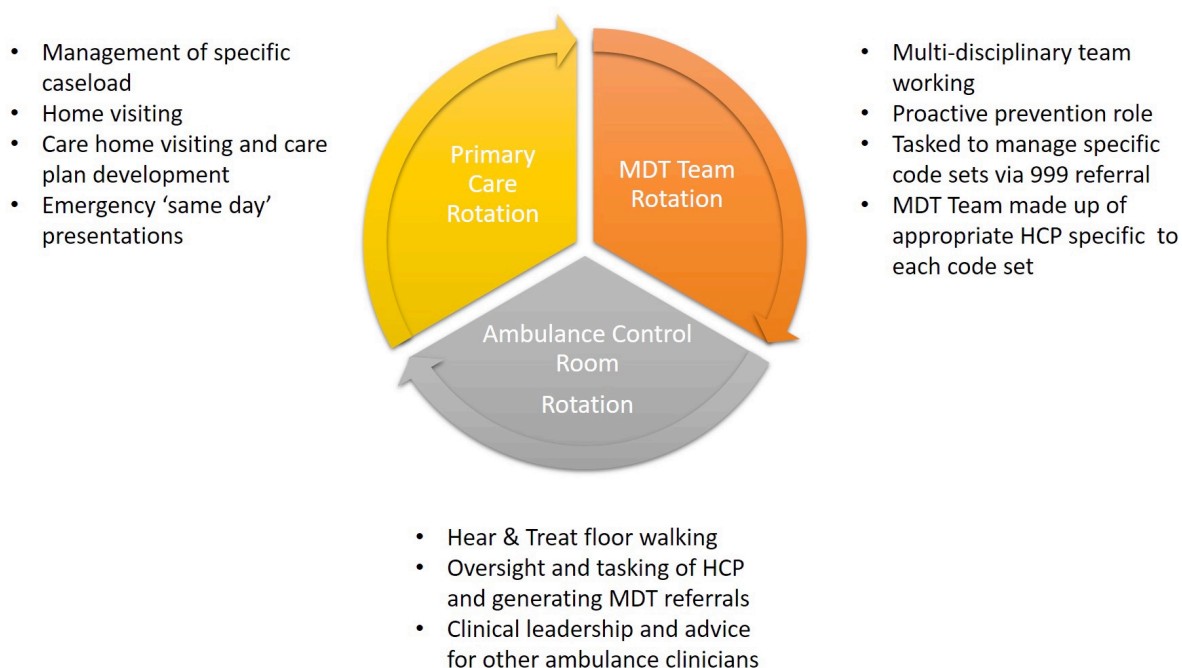 • Management of specific
caseload
• Home visiting
• Care home visiting and care
plan development
• Emergency ‘same day’
presentations
Primary
Care
Rotation
MDT Team
Rotation
Ambulance Control
Room
Rotation
• Multi-disciplinary team
working
• Proactive prevention role
• Tasked to manage specific
code sets via 999 referral
• MDT Team made up of
appropriate HCP specific to
each code set
• Hear & Treat floor walking
• Oversight and tasking of HCP
and generating MDT referrals
• Clinical leadership and advice
for other ambulance clinicians